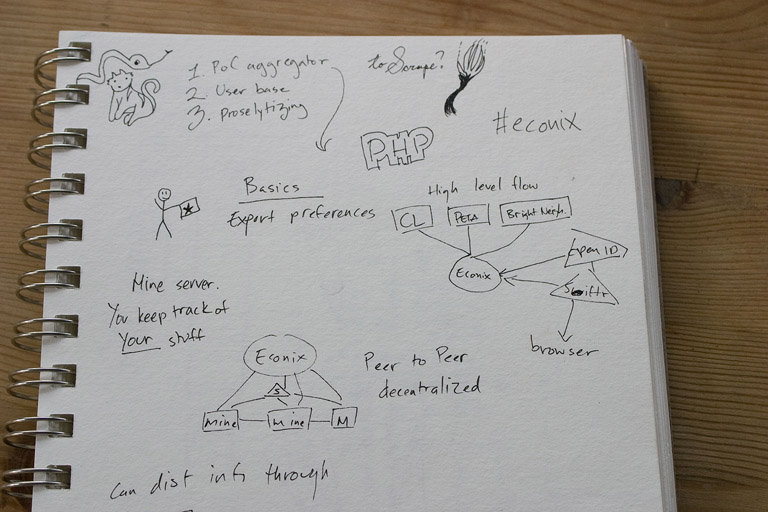 1. PoC aggregator
2. User base
3. Proselytizing
to Scrape?
PHP
#econix
Basics
Export preferences
High level flow
CL
PETA
Bright Neigh.
Econix
Open ID
browser
Mine server.
You keep track of
Your stuff
Econix
S
Mine
Mine
M
Peer to Peer
decentralized
Can dist info through